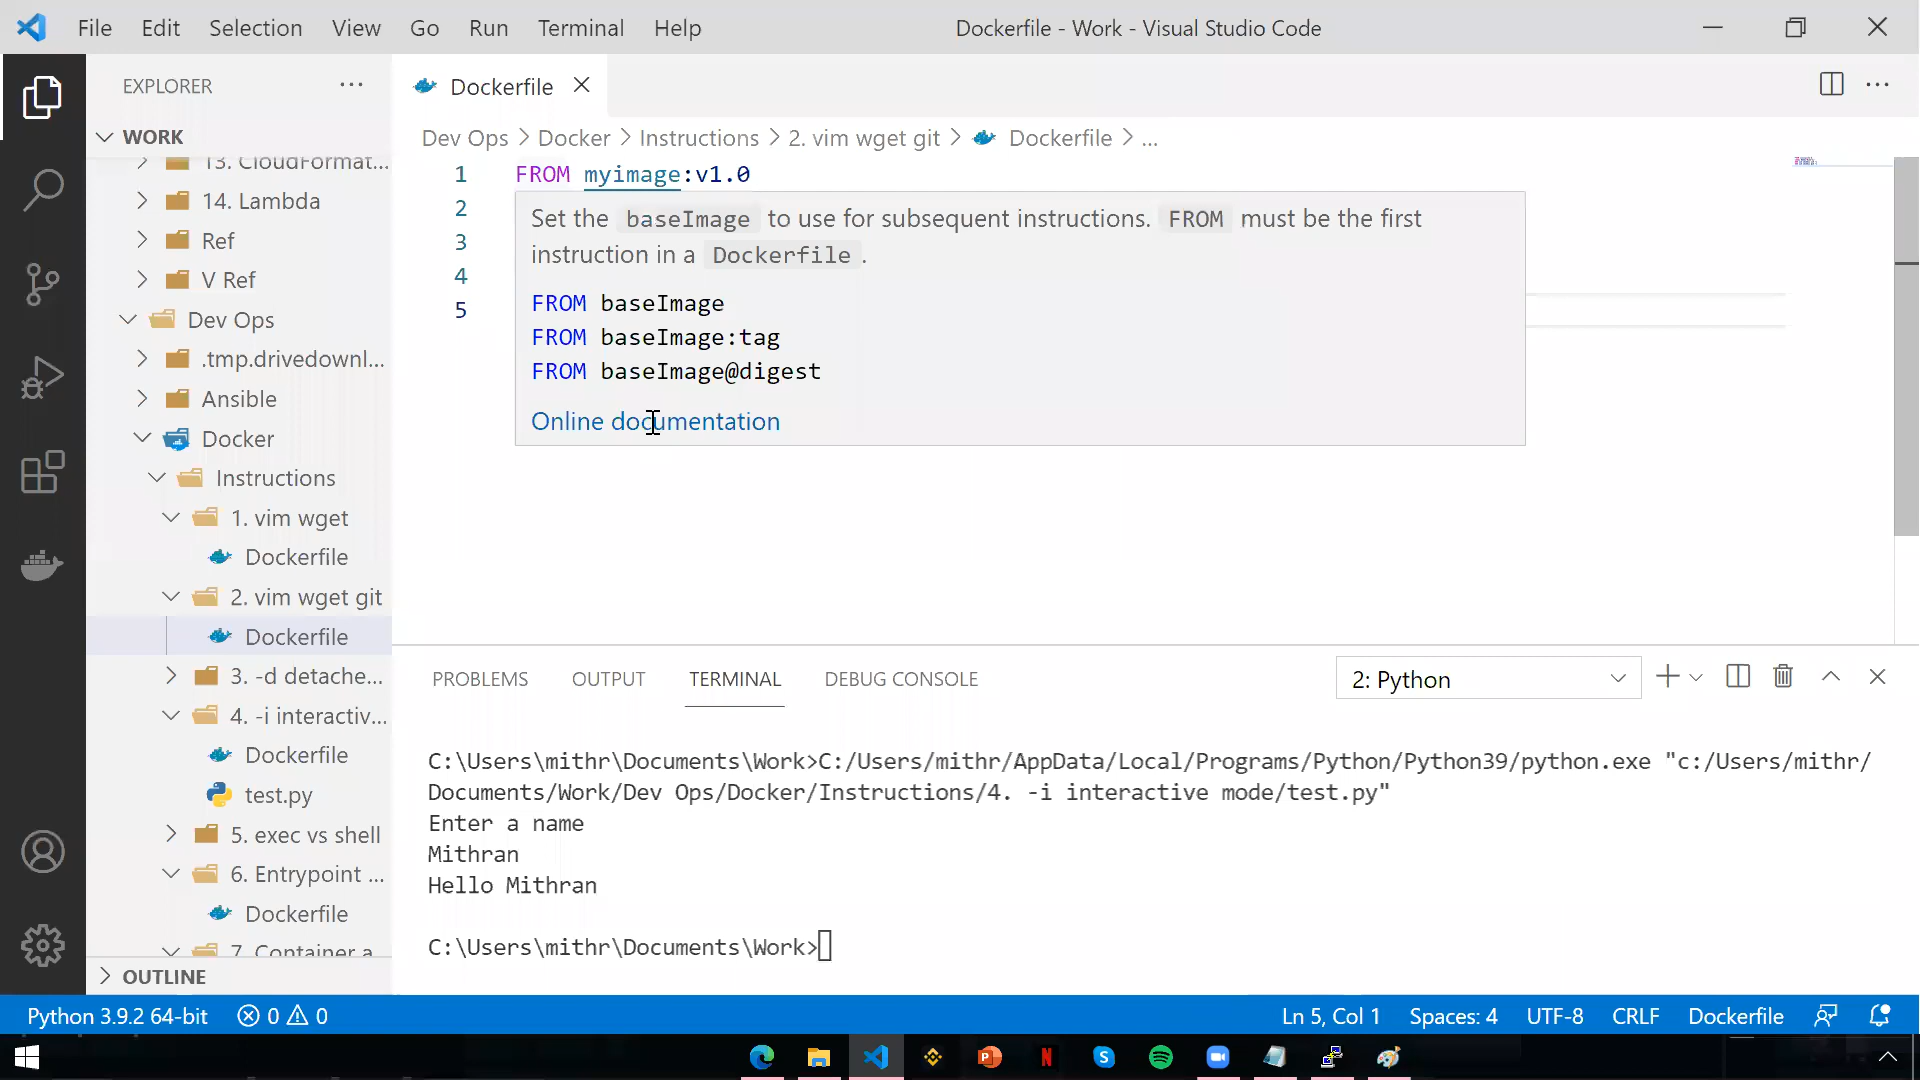 File Edit Selection View Go Run Terminal Help
Dockerfile - Work - Visual Studio Code
EXPLORER
Dockerfile
WORK
13. CloudFormat...
14. Lambda
Ref
V Ref
Dev Ops
.tmp.drivedownl...
Ansible
Docker
Instructions
1. vim wget
Dockerfile
2. vim wget git
Dockerfile
3. -d detache...
4. -i interactiv...
Dockerfile
test.py
5. exec vs shell
6. Entrypoint ...
Dockerfile
7. Container a
OUTLINE
Dev Ops > Docker > Instructions > 2. vim wget git > Dockerfile > ...
1 FROM myimage:v1.0
2
3
4
5
Set the baseImage to use for subsequent instructions. FROM must be the first
instruction in a Dockerfile.
FROM baseImage
FROM baseImage:tag
FROM baseImage@digest
Online documentation
PROBLEMS OUTPUT TERMINAL DEBUG CONSOLE
2: Python
C:\Users\mithr\Documents\Work>C:/Users/mithr/AppData/Local/Programs/Python/Python39/python.exe "c:/Users/mithr/
Documents/Work/Dev Ops/Docker/Instructions/4. -i interactive mode/test.py"
Enter a name
Mithran
Hello Mithran
C:\Users\mithr\Documents\Work>
Python 3.9.2 64-bit 0 0
Ln 5, Col 1 Spaces: 4 UTF-8 CRLF Dockerfile